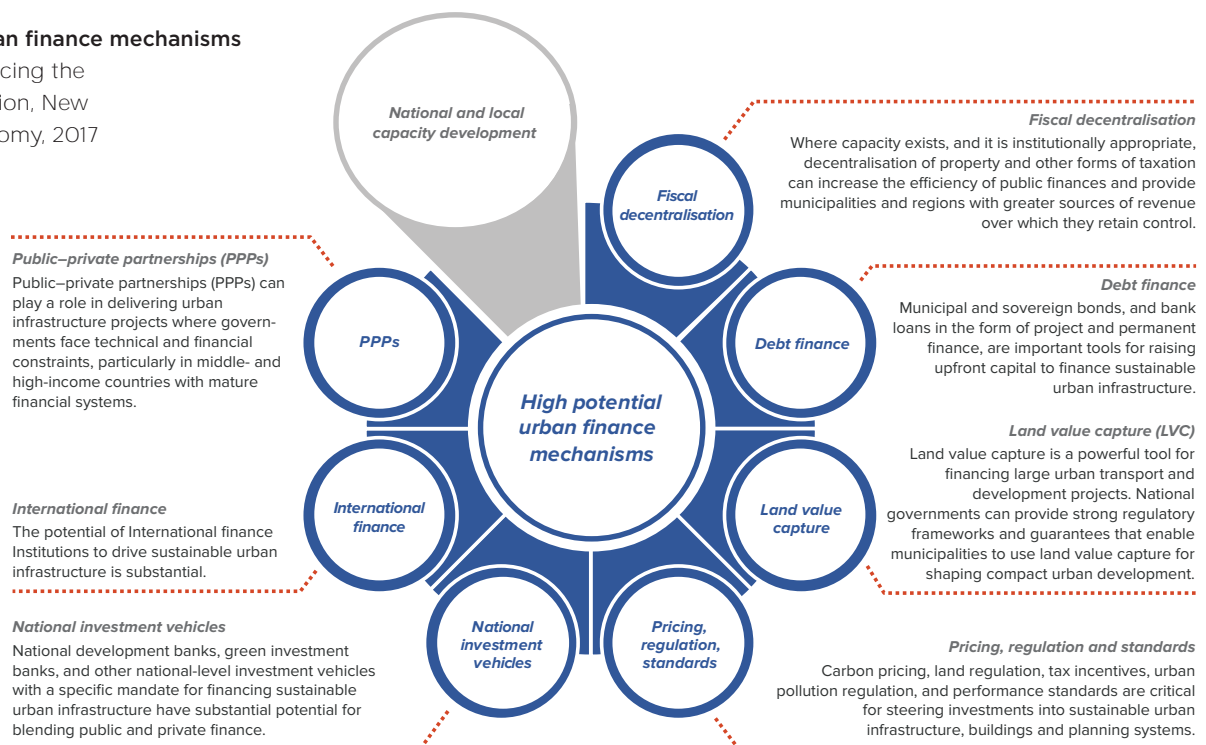 an finance mechanisms
cing the
ion, New
omy, 2017
National and local
capacity development
Fiscal
decentralisation
Fiscal decentralisation
Where capacity exists, and it is institutionally appropriate,
decentralisation of property and other forms of taxation
can increase the efficiency of public finances and provide
municipalities and regions with greater sources of revenue
over which they retain control.
Public–private partnerships (PPPs)
Public–private partnerships (PPPs) can
play a role in delivering urban
infrastructure projects where govern-
ments face technical and financial
constraints, particularly in middle- and
high-income countries with mature
financial systems.
PPPs
Debt finance
Debt finance
Municipal and sovereign bonds, and bank
loans in the form of project and permanent
finance, are important tools for raising
upfront capital to finance sustainable
urban infrastructure.
High potential
urban finance
mechanisms
Land value capture (LVC)
Land value capture is a powerful tool for
financing large urban transport and
development projects. National
governments can provide strong regulatory
frameworks and guarantees that enable
municipalities to use land value capture for
shaping compact urban development.
International
finance
Land value
capture
International finance
The potential of International finance
Institutions to drive sustainable urban
infrastructure is substantial.
National investment vehicles
National development banks, green investment
banks, and other national-level investment vehicles
with a specific mandate for financing sustainable
urban infrastructure have substantial potential for
blending public and private finance.
National
investment
vehicles
Pricing,
regulation,
standards
Pricing, regulation and standards
Carbon pricing, land regulation, tax incentives, urban
pollution regulation, and performance standards are critical
for steering investments into sustainable urban
infrastructure, buildings and planning systems.